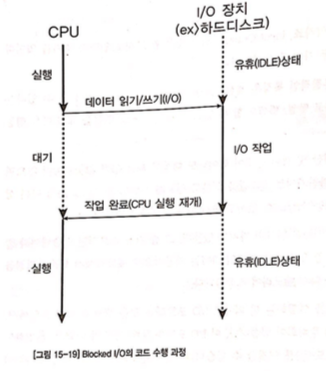 CPU
I/O 장치
(ex>하드디스크)
실행
유휴(IDLE)상태
데이터 읽기/쓰기(I/O)
대기
I/O 작업
작업 완료(CPU 실행 재개)
실행
유휴(IDLE)상태
[그림 15-19] Blocked I/O의 코드 수행 과정